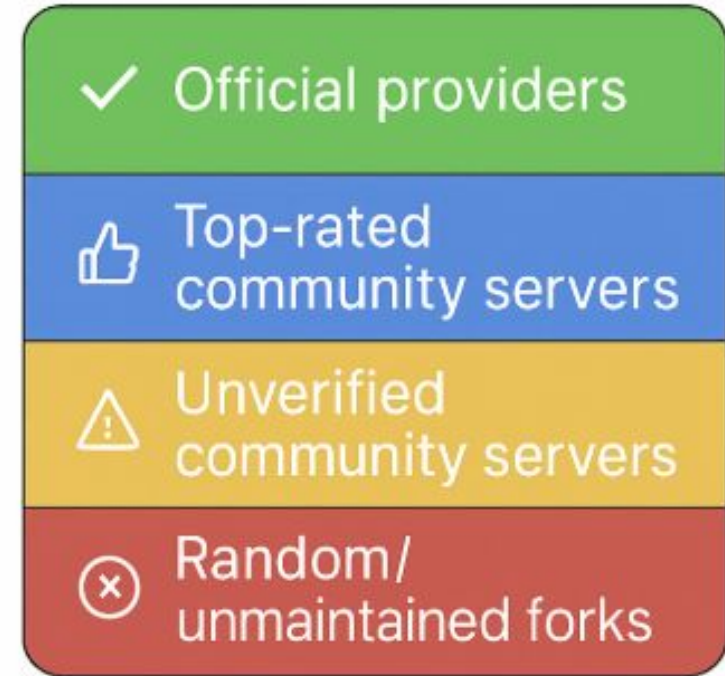 Official providers
Top-rated
community servers
Unverified
community servers
Random/
unmaintained forks